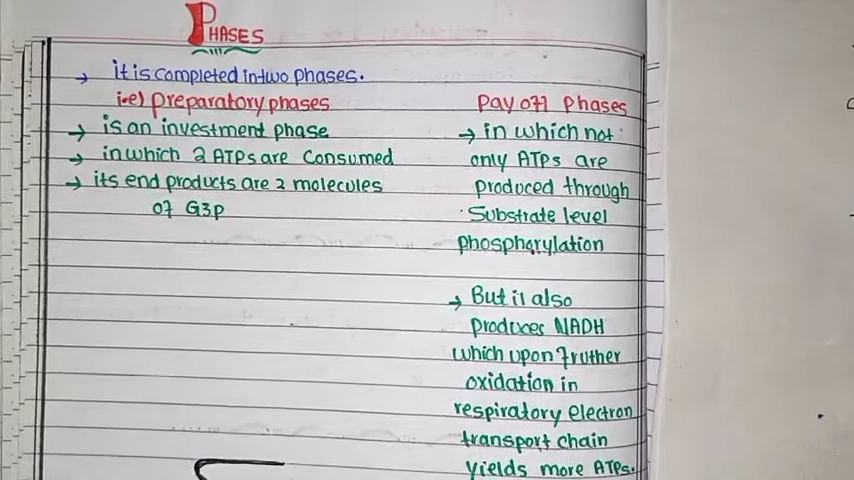 PHASES
→ it is completed in two phases.
i.e) preparatory phases
→ is an investment phase
→ in which 2 ATPs are consumed
→ its end products are 2 molecules
of G3p
Pay off Phases
→ in which not
only ATPs are
produced through
Substrate level
phosphorylation
→ But it also
produces NADH
which upon fruther
oxidation in
respiratory electron
transport chain
yields more ATPs.